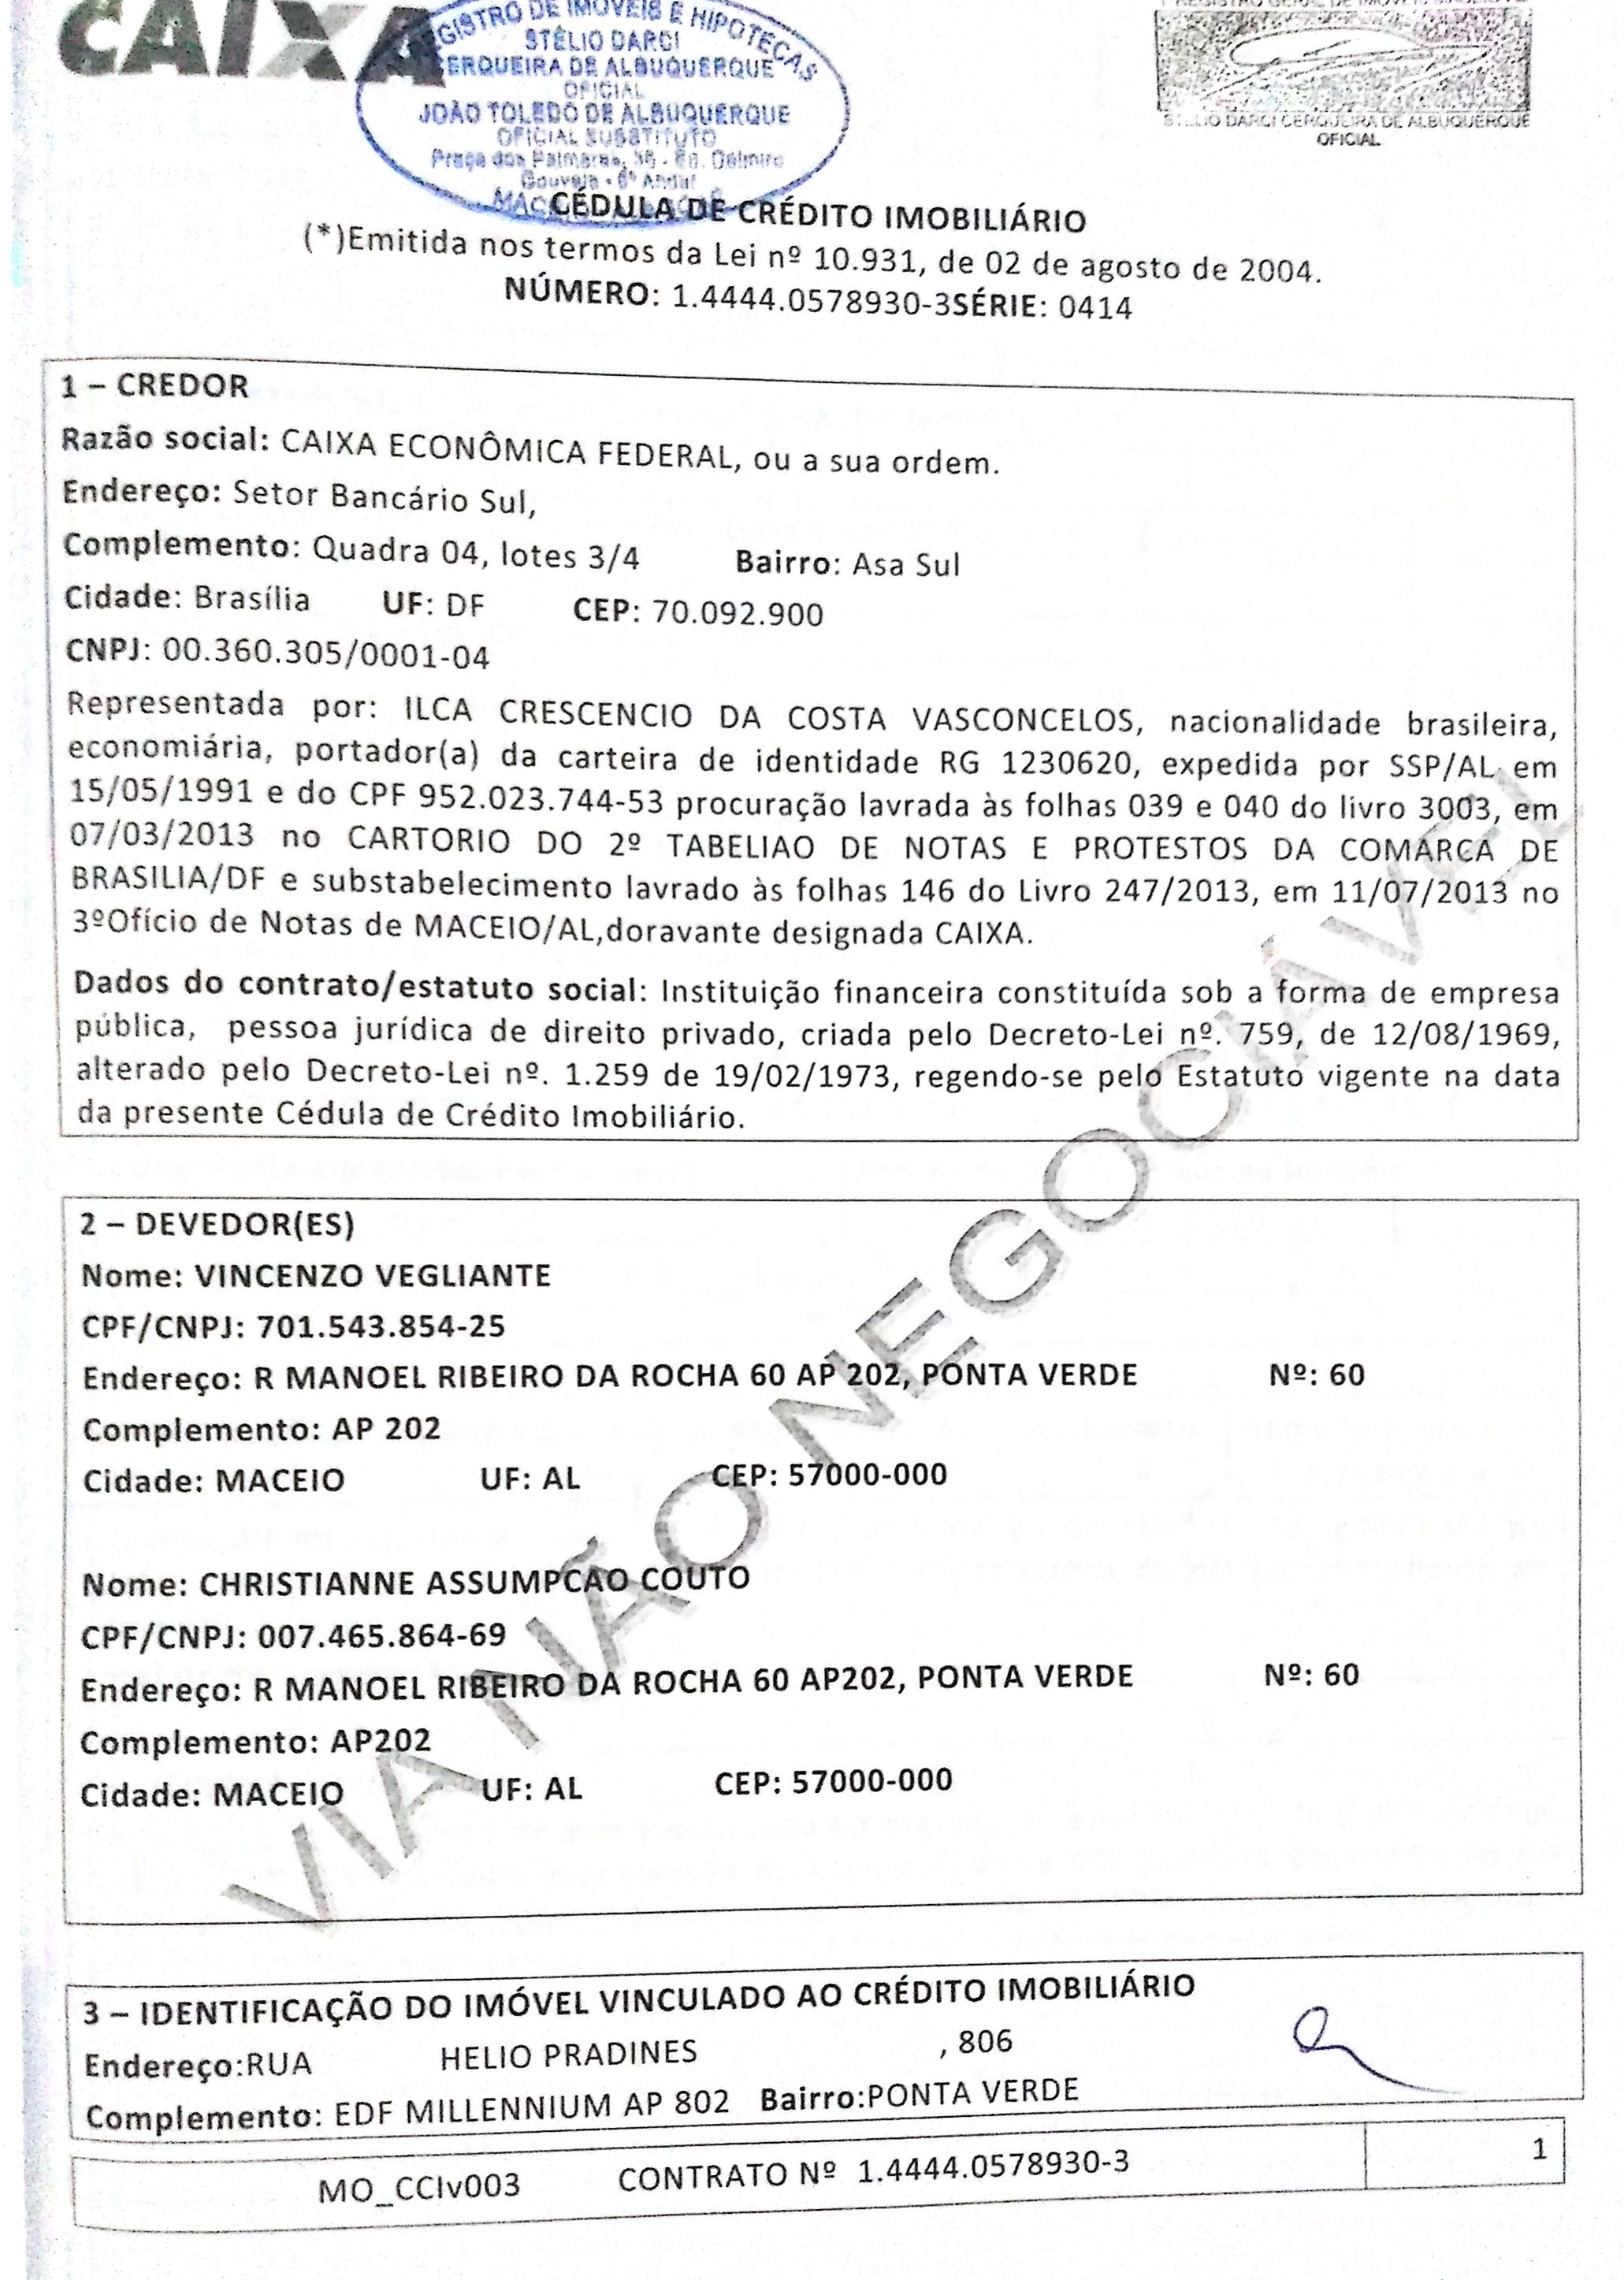 CAIXA
REGISTRO DE IMÓVEIS E HIPOTECAS
STÉLIO DARCI
CERQUEIRA DE ALBUQUERQUE
OFICIAL
JOÃO TOLEDO DE ALBUQUERQUE
OFICIAL SUBSTITUTO
Praça dos Palmares, - Ed. Delmiro
Gouveia - 6º Andar
STÉLIO DARCI CERQUEIRA DE ALBUQUERQUE
OFICIAL
CÉDULA DE CRÉDITO IMOBILIÁRIO
(*)Emitida nos termos da Lei nº 10.931, de 02 de agosto de 2004.
NÚMERO: 1.4444.0578930-3SÉRIE: 0414
1 – CREDOR
Razão social: CAIXA ECONÔMICA FEDERAL, ou a sua ordem.
Endereço: Setor Bancário Sul,
Complemento: Quadra 04, lotes 3/4 Bairro: Asa Sul
Cidade: Brasília UF: DF CEP: 70.092.900
CNPJ: 00.360.305/0001-04
Representada por: ILCA CRESCENCIO DA COSTA VASCONCELOS, nacionalidade brasileira,
economiária, portador(a) da carteira de identidade RG 1230620, expedida por SSP/AL em
15/05/1991 e do CPF 952.023.744-53 procuração lavrada às folhas 039 e 040 do livro 3003, em
07/03/2013 no CARTORIO DO 2º TABELIAO DE NOTAS E PROTESTOS DA COMARCA DE
BRASILIA/DF e substabelecimento lavrado às folhas 146 do Livro 247/2013, em 11/07/2013 no
3ºOfício de Notas de MACEIO/AL,doravante designada CAIXA.
Dados do contrato/estatuto social: Instituição financeira constituída sob a forma de empresa
pública, pessoa jurídica de direito privado, criada pelo Decreto-Lei nº. 759, de 12/08/1969,
alterado pelo Decreto-Lei nº. 1.259 de 19/02/1973, regendo-se pelo Estatuto vigente na data
da presente Cédula de Crédito Imobiliário.
VIA NÃO NEGOCIÁVEL
2 – DEVEDOR(ES)
Nome: VINCENZO VEGLIANTE
CPF/CNPJ: 701.543.854-25
Endereço: R MANOEL RIBEIRO DA ROCHA 60 AP 202, PONTA VERDE Nº: 60
Complemento: AP 202
Cidade: MACEIO UF: AL CEP: 57000-000
Nome: CHRISTIANNE ASSUMPCAO COUTO
CPF/CNPJ: 007.465.864-69
Endereço: R MANOEL RIBEIRO DA ROCHA 60 AP202, PONTA VERDE Nº: 60
Complemento: AP202
Cidade: MACEIO UF: AL CEP: 57000-000
3 – IDENTIFICAÇÃO DO IMÓVEL VINCULADO AO CRÉDITO IMOBILIÁRIO
Endereço:RUA HELIO PRADINES , 806
Complemento: EDF MILLENNIUM AP 802 Bairro:PONTA VERDE
MO_CCIv003 CONTRATO Nº 1.4444.0578930-3 1